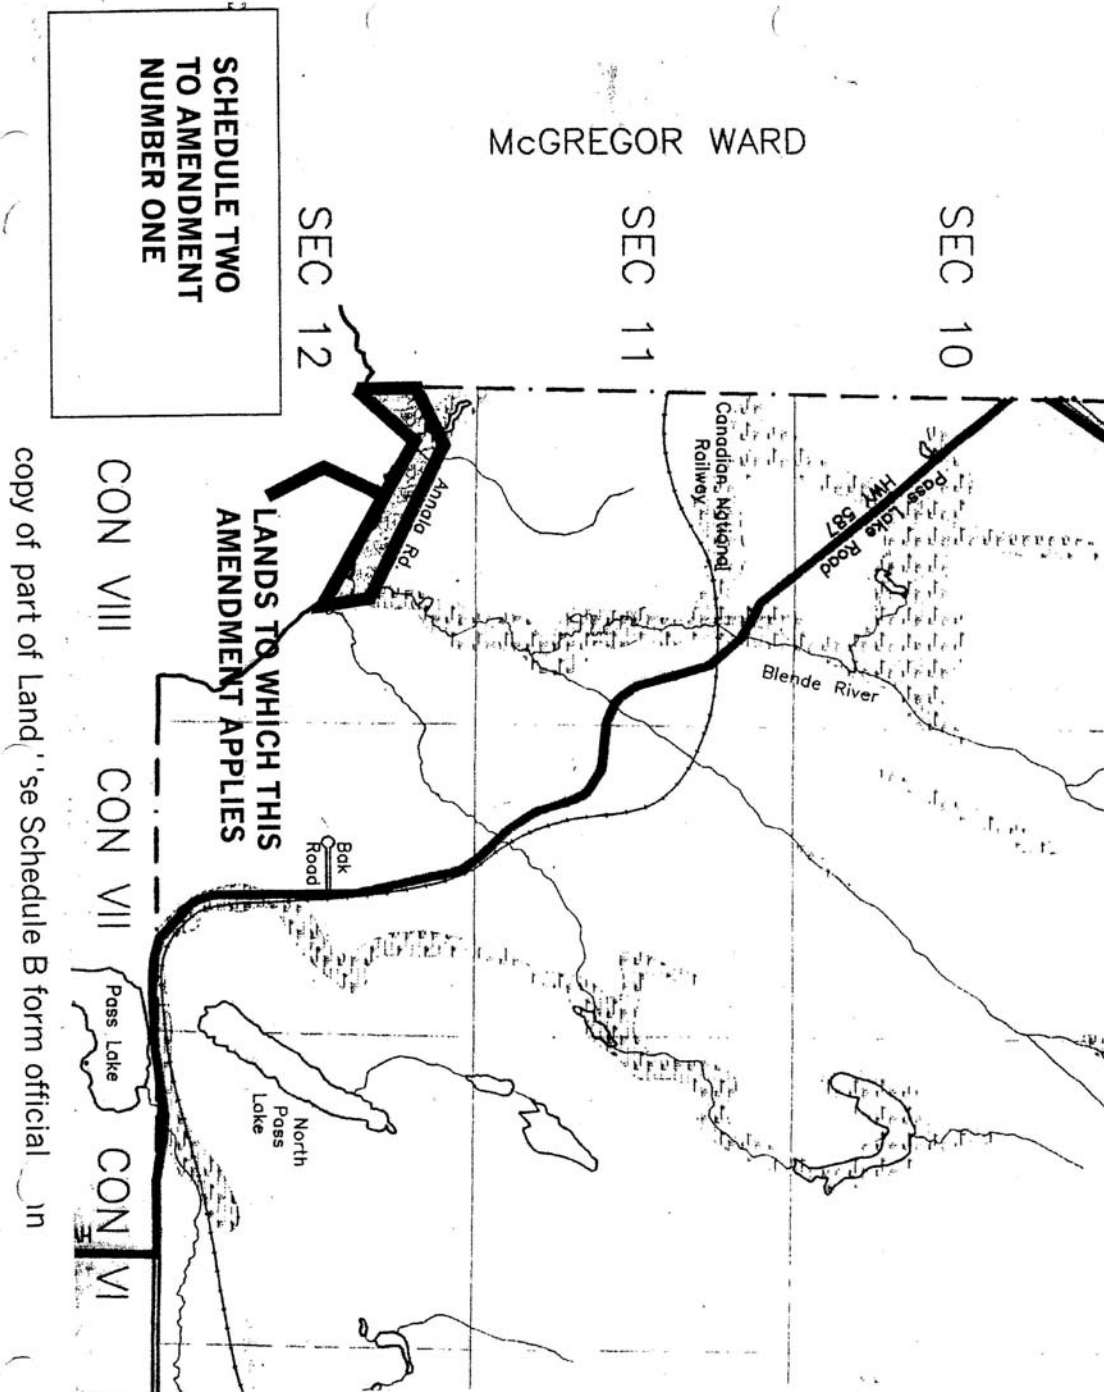 SCHEDULE TWO
TO AMENDMENT
NUMBER ONE
McGREGOR WARD
SEC 10
SEC 11
SEC 12
Pass Lake Road
HWY 587
Canadian National
Railway
Annala Rd.
Blende River
LANDS TO WHICH THIS
AMENDMENT APPLIES
Bak
Road
North
Pass
Lake
Pass Lake
CON VIII
CON VII
CON VI
copy of part of Land 'se Schedule B form official